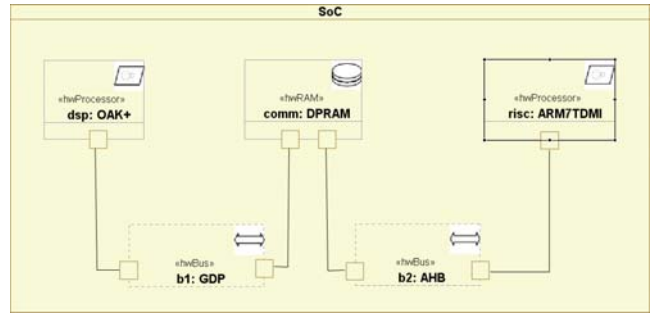 SoC
«hwProcessor»
dsp: OAK+
«hwRAM»
comm: DPRAM
«hwProcessor»
risc: ARM7TDMI
«hwBus»
b1: GDP
«hwBus»
b2: AHB